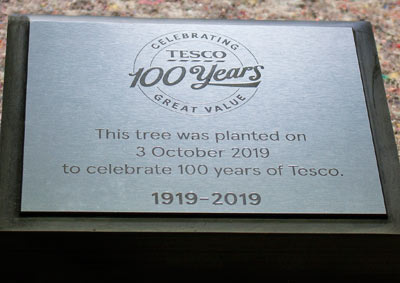 CELEBRATING
TESCO
100 Years
GREAT VALUE
This tree was planted on
3 October 2019
to celebrate 100 years of Tesco.
1919–2019